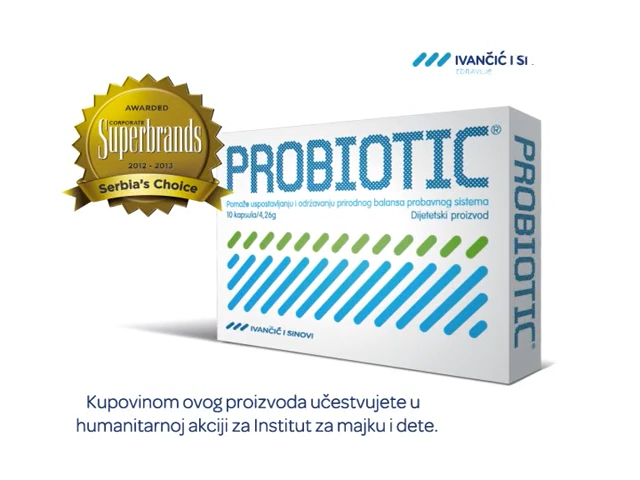 IVANČIĆ I SI
ZDRAVLJE
AWARDED
CORPORATE
Superbrands
2012 - 2013
Serbia's Choice
PROBIOTIC®
Pomaže uspostavljanju i održavanju prirodnog balansa probavnog sistema
10 kapsula/4,26g
Dijetetski proizvod
IVANČIĆ I SINOVI
PROBIOTIC®
Kupovinom ovog proizvoda učestvujete u
humanitarnoj akciji za Institut za majku i dete.